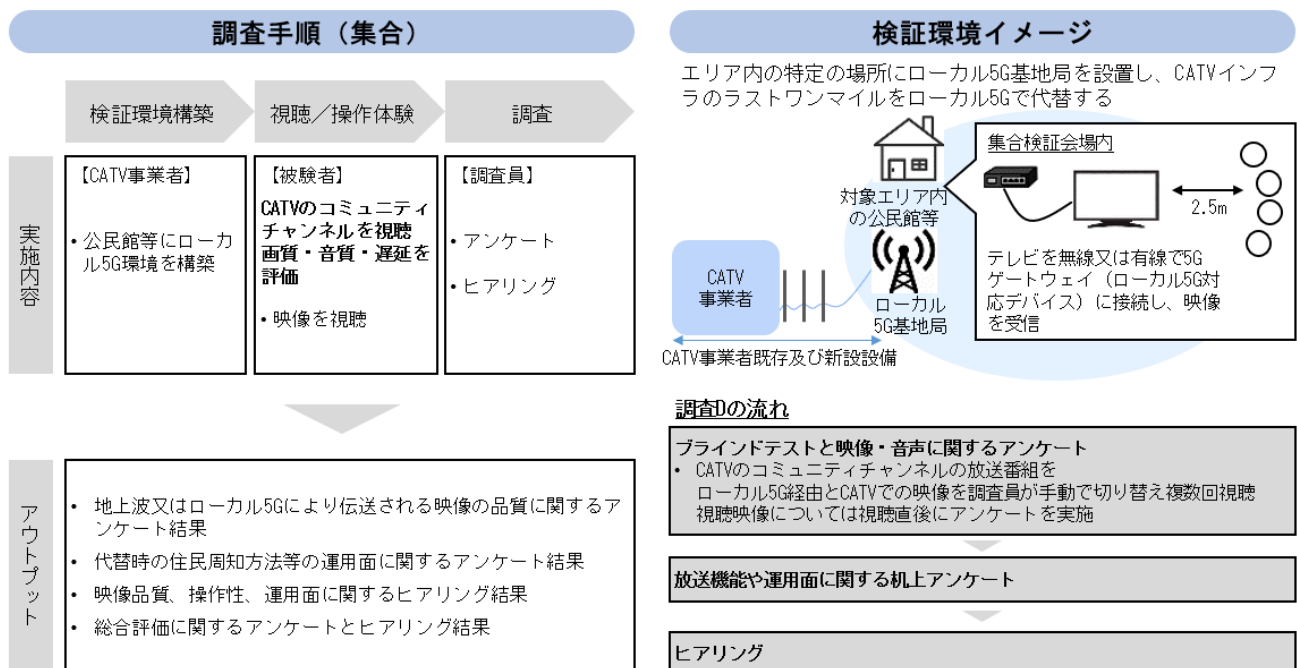 調査手順（集合）
検証環境構築
視聴／操作体験
調査
実施内容
【CATV事業者】
・公民館等にローカ
ル5G環境を構築
【被験者】
CATVのコミュニティ
チャンネルを視聴
画質・音質・遅延を
評価
・映像を視聴
【調査員】
・アンケート
・ヒアリング
アウトプット
• 地上波又はローカル5Gにより伝送される映像の品質に関するア
ンケート結果
• 代替時の住民周知方法等の運用面に関するアンケート結果
• 映像品質、操作性、運用面に関するヒアリング結果
• 総合評価に関するアンケートとヒアリング結果
検証環境イメージ
エリア内の特定の場所にローカル5G基地局を設置し、CATVインフ
ラのラストワンマイルをローカル5Gで代替する
対象エリア内
の公民館等
CATV
事業者
ローカル
5G基地局
CATV事業者既存及び新設設備
集合検証会場内
2.5m
テレビを無線又は有線で5G
ゲートウェイ（ローカル5G対
応デバイス）に接続し、映像
を受信
調査Dの流れ
ブラインドテストと映像・音声に関するアンケート
• CATVのコミュニティチャンネルの放送番組を
ローカル5G経由とCATVでの映像を調査員が手動で切り替え複数回視聴
視聴映像については視聴直後にアンケートを実施
放送機能や運用面に関する机上アンケート
ヒアリング